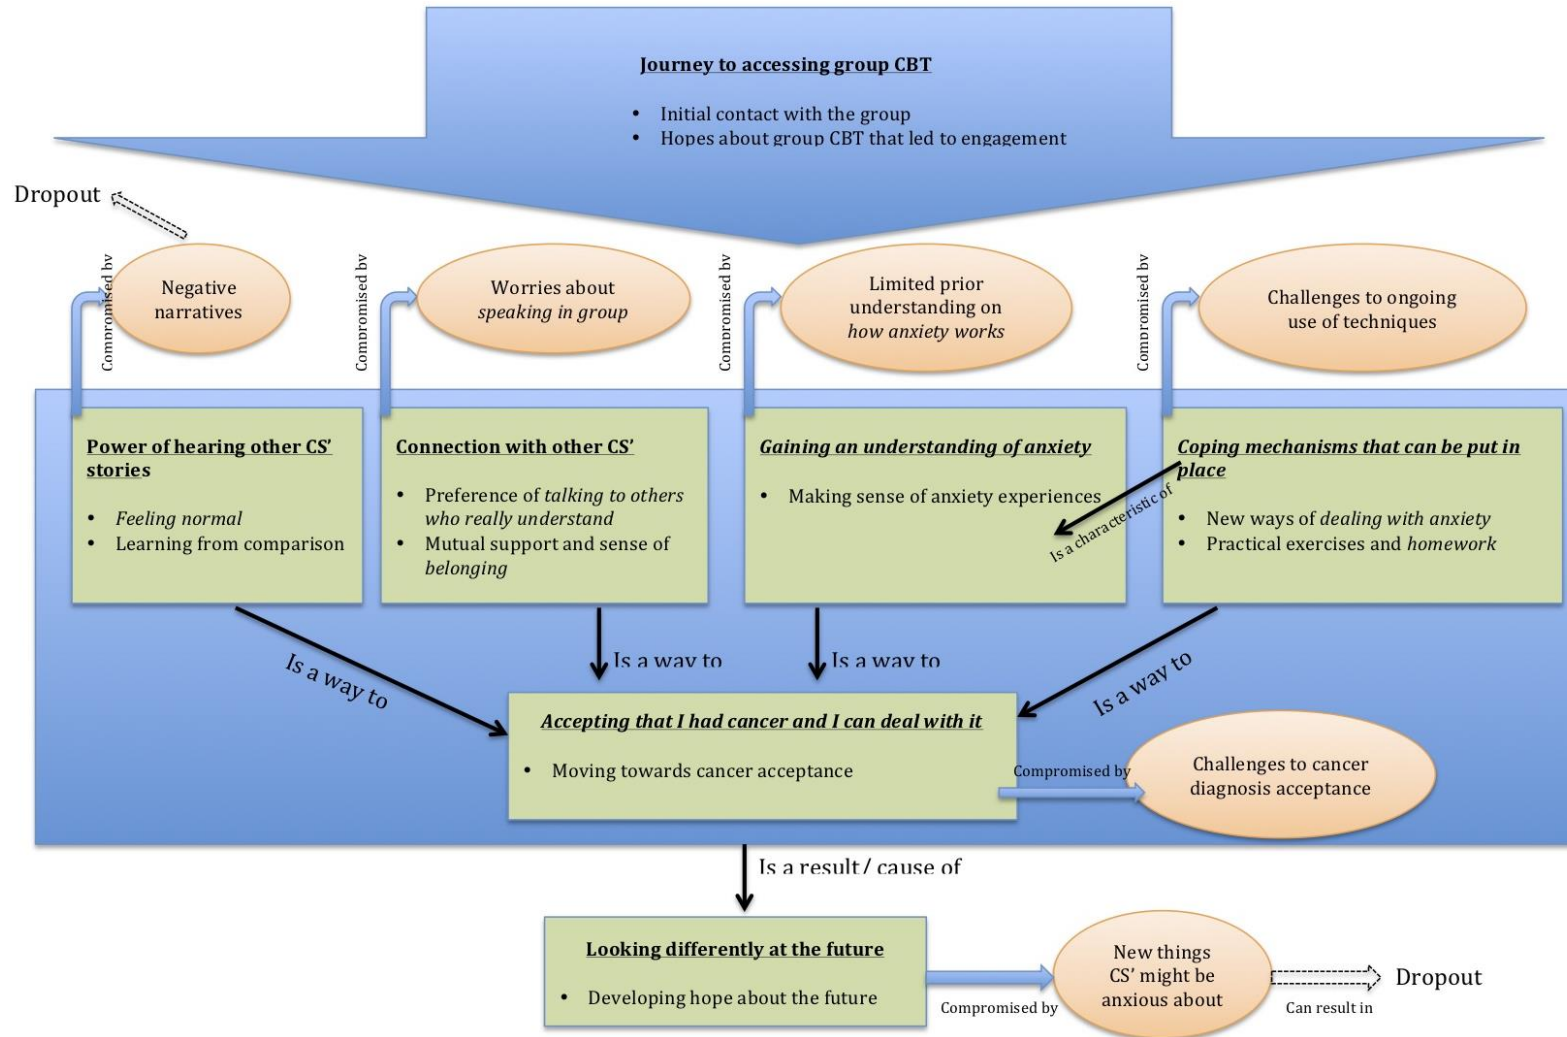 Journey to accessing group CBT
• Initial contact with the group
• Hopes about group CBT that led to engagement
Dropout
Compromised by
Negative
narratives
Compromised by
Worries about
speaking in group
Compromised by
Limited prior
understanding on
how anxiety works
Compromised by
Challenges to ongoing
use of techniques
Power of hearing other CS'
stories
• Feeling normal
• Learning from comparison
Connection with other CS'
• Preference of talking to others
who really understand
• Mutual support and sense of
belonging
Gaining an understanding of anxiety
• Making sense of anxiety experiences
Is a characteristic of
Coping mechanisms that can be put in
place
• New ways of dealing with anxiety
• Practical exercises and homework
Is a way to
Is a way to
Is a way to
Is a way to
Accepting that I had cancer and I can deal with it
• Moving towards cancer acceptance
Compromised by
Challenges to cancer
diagnosis acceptance
Is a result / cause of
Looking differently at the future
• Developing hope about the future
Compromised by
New things
CS' might be
anxious about
Can result in
Dropout